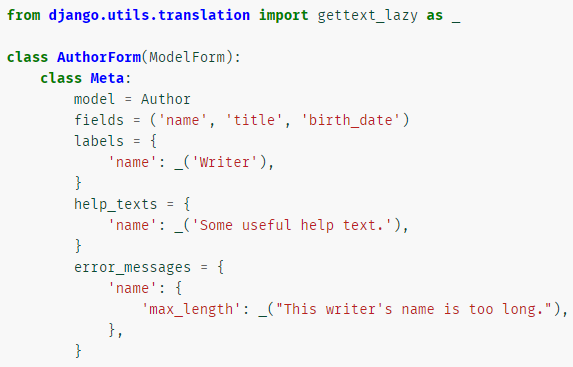 from django.utils.translation import gettext_lazy as _

class AuthorForm(ModelForm):
    class Meta:
        model = Author
        fields = ('name', 'title', 'birth_date')
        labels = {
            'name': _('Writer'),
        }
        help_texts = {
            'name': _('Some useful help text.'),
        }
        error_messages = {
            'name': {
                'max_length': _("This writer's name is too long."),
            },
        }